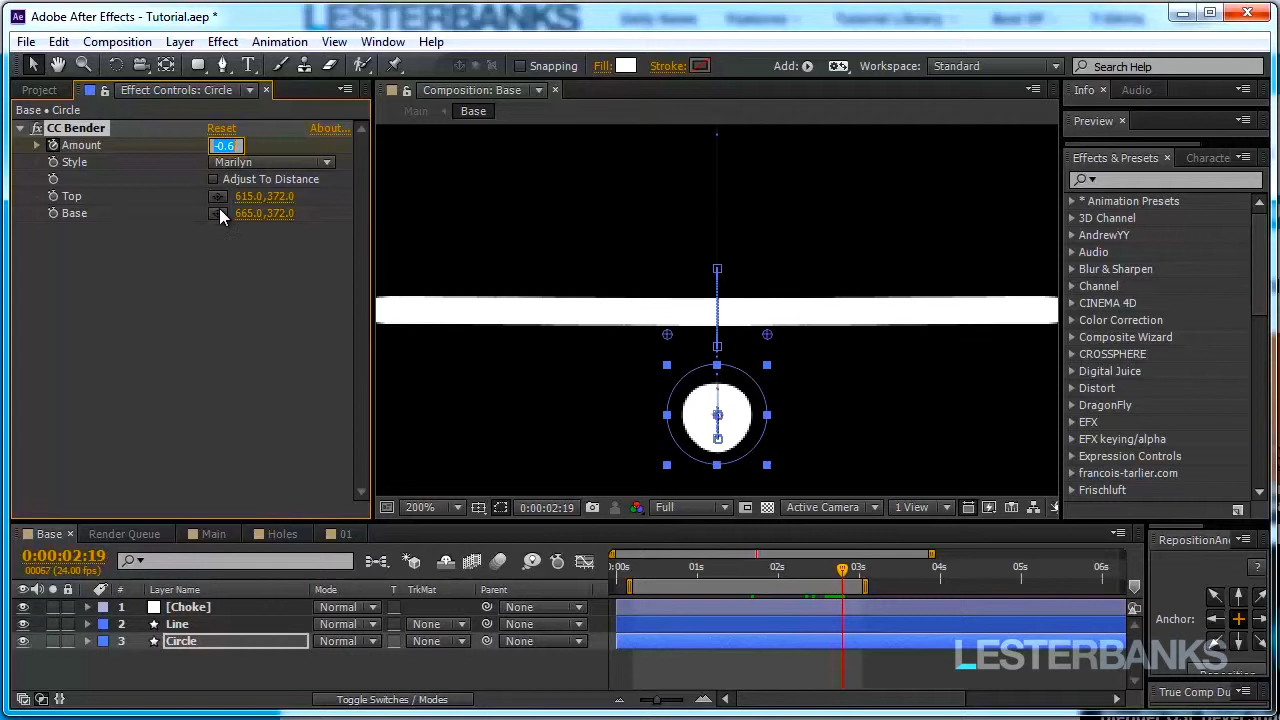 Adobe After Effects - Tutorial.aep *
LESTERBANKS
File Edit Composition Layer Effect Animation View Window Help
Snapping Fill: Stroke: Add: Workspace: Standard Search Help
Project Effect Controls: Circle Composition: Base Info Audio
Base • Circle Main Base
Preview
fx CC Bender Reset About...
Amount -0.6
Style Marilyn
Adjust To Distance
Top 615.0,372.0
Base 665.0,372.0
Effects & Presets Characte
* Animation Presets
3D Channel
AndrewYY
Audio
Blur & Sharpen
Channel
CINEMA 4D
Color Correction
Composite Wizard
CROSSPHERE
Digital Juice
Distort
DragonFly
EFX
EFX keying/alpha
Expression Controls
francois-tarlier.com
Frischluft
200% 0:00:02:19 Full Active Camera 1 View
Base Render Queue Main Holes 01
0:00:02:19
00067 (24.00 fps)
# Layer Name Mode T TrkMat Parent
:00s 01s 02s 03s 04s 05s 06s
1 [Choke] Normal None
2 Line Normal None None
3 Circle Normal None None
Toggle Switches / Modes
RepositionAn
?
Anchor:
LESTERBANKS
Reposition
True Comp Du